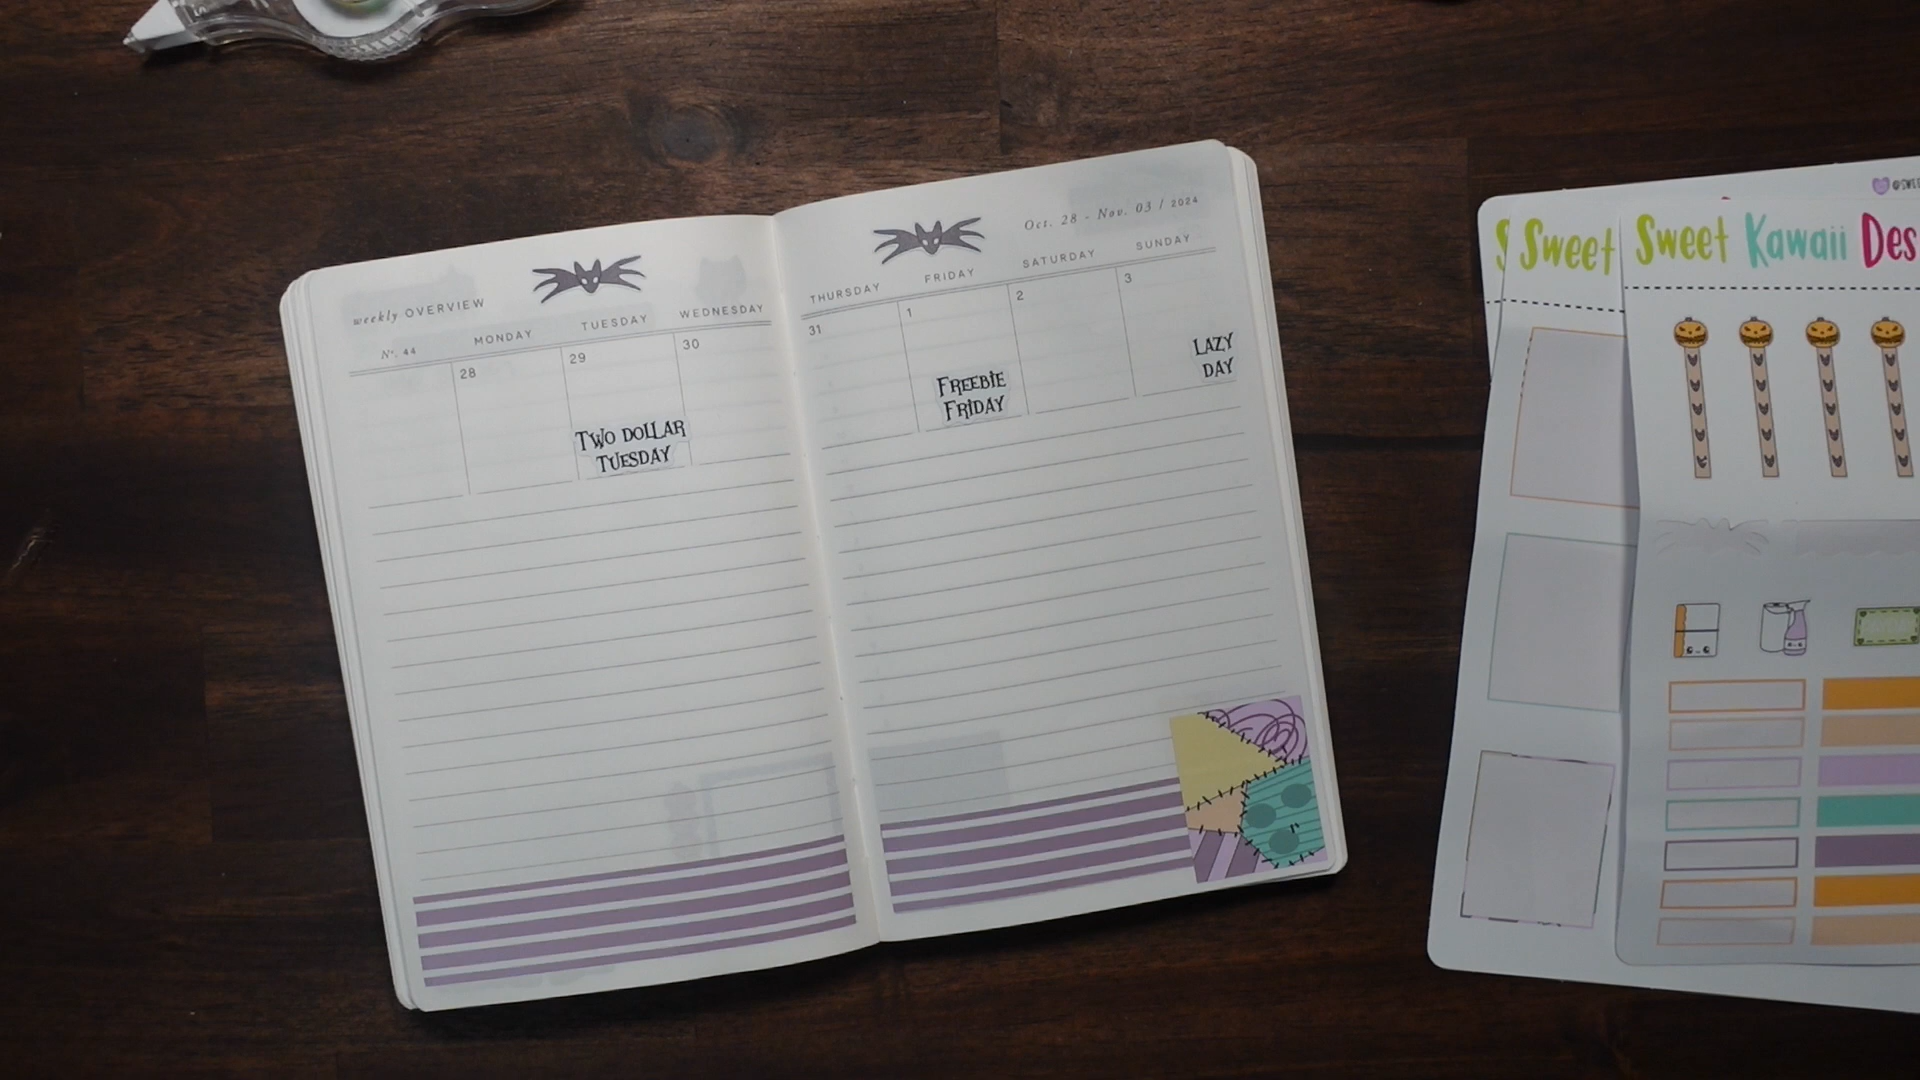 weekly OVERVIEW
Nº. 44
MONDAY
TUESDAY
WEDNESDAY
28
29
30
TWO DOLLAR
TUESDAY
Oct. 28 - Nov. 03 / 2024
THURSDAY
FRIDAY
SATURDAY
SUNDAY
31
1
2
3
FREEBIE
FRIDAY
LAZY
DAY
S
Sweet
Sweet Kawaii Des
@SWEE